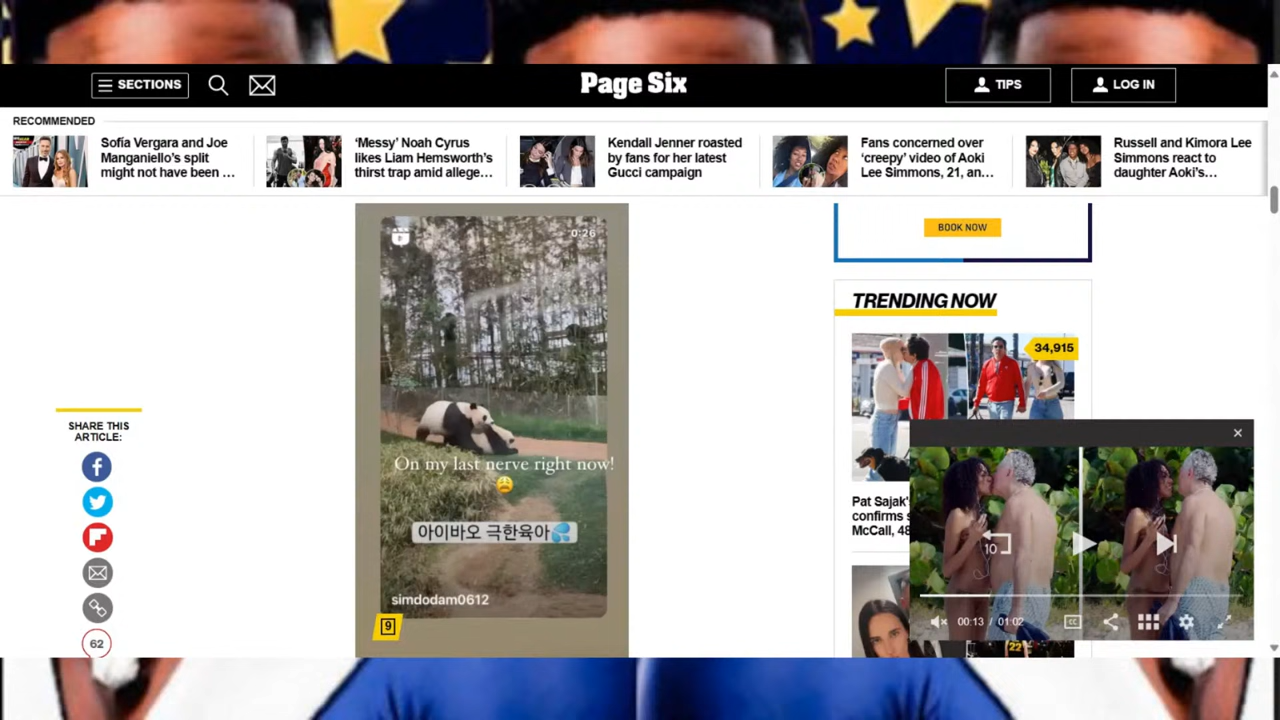 SECTIONS
Page Six
TIPS
LOG IN
RECOMMENDED
Sofía Vergara and Joe
Manganiello's split
might not have been ...
'Messy' Noah Cyrus
likes Liam Hemsworth's
thirst trap amid allege...
Kendall Jenner roasted
by fans for her latest
Gucci campaign
Fans concerned over
'creepy' video of Aoki
Lee Simmons, 21, an...
Russell and Kimora Lee
Simmons react to
daughter Aoki's...
SHARE THIS
ARTICLE:
62
0:26
On my last nerve right now!
아이바오 극한육아
simdodam0612
9
BOOK NOW
TRENDING NOW
34,915
Pat Sajak'
confirms s
McCall, 48
10
00:13 / 01:02
CC
22